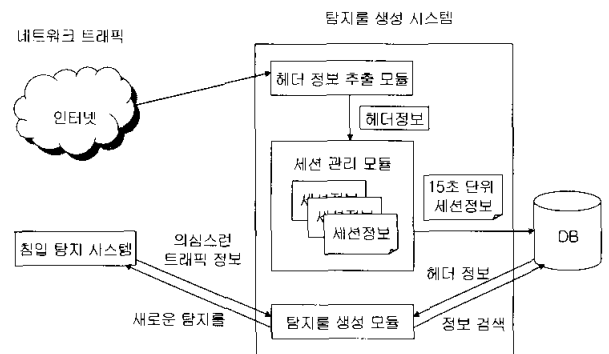 탐지룰 생성 시스템
네트워크 트래픽
인터넷
헤더 정보 추출 모듈
헤더정보
세션 관리 모듈
세션정보
세션정보
세션정보
15초 단위
세션정보
DB
침입 탐지 시스템
의심스런
트래픽 정보
새로운 탐지룰
탐지룰 생성 모듈
헤더 정보
정보 검색